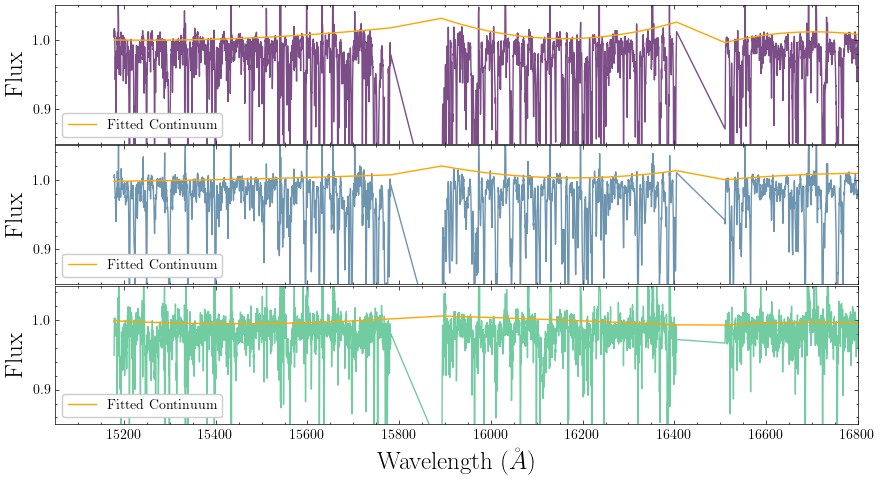 1.0
0.9
Flux
Fitted Continuum
1.0
0.9
Flux
Fitted Continuum
1.0
0.9
Flux
Fitted Continuum
15200 15400 15600 15800 16000 16200 16400 16600 16800
Wavelength (Å)